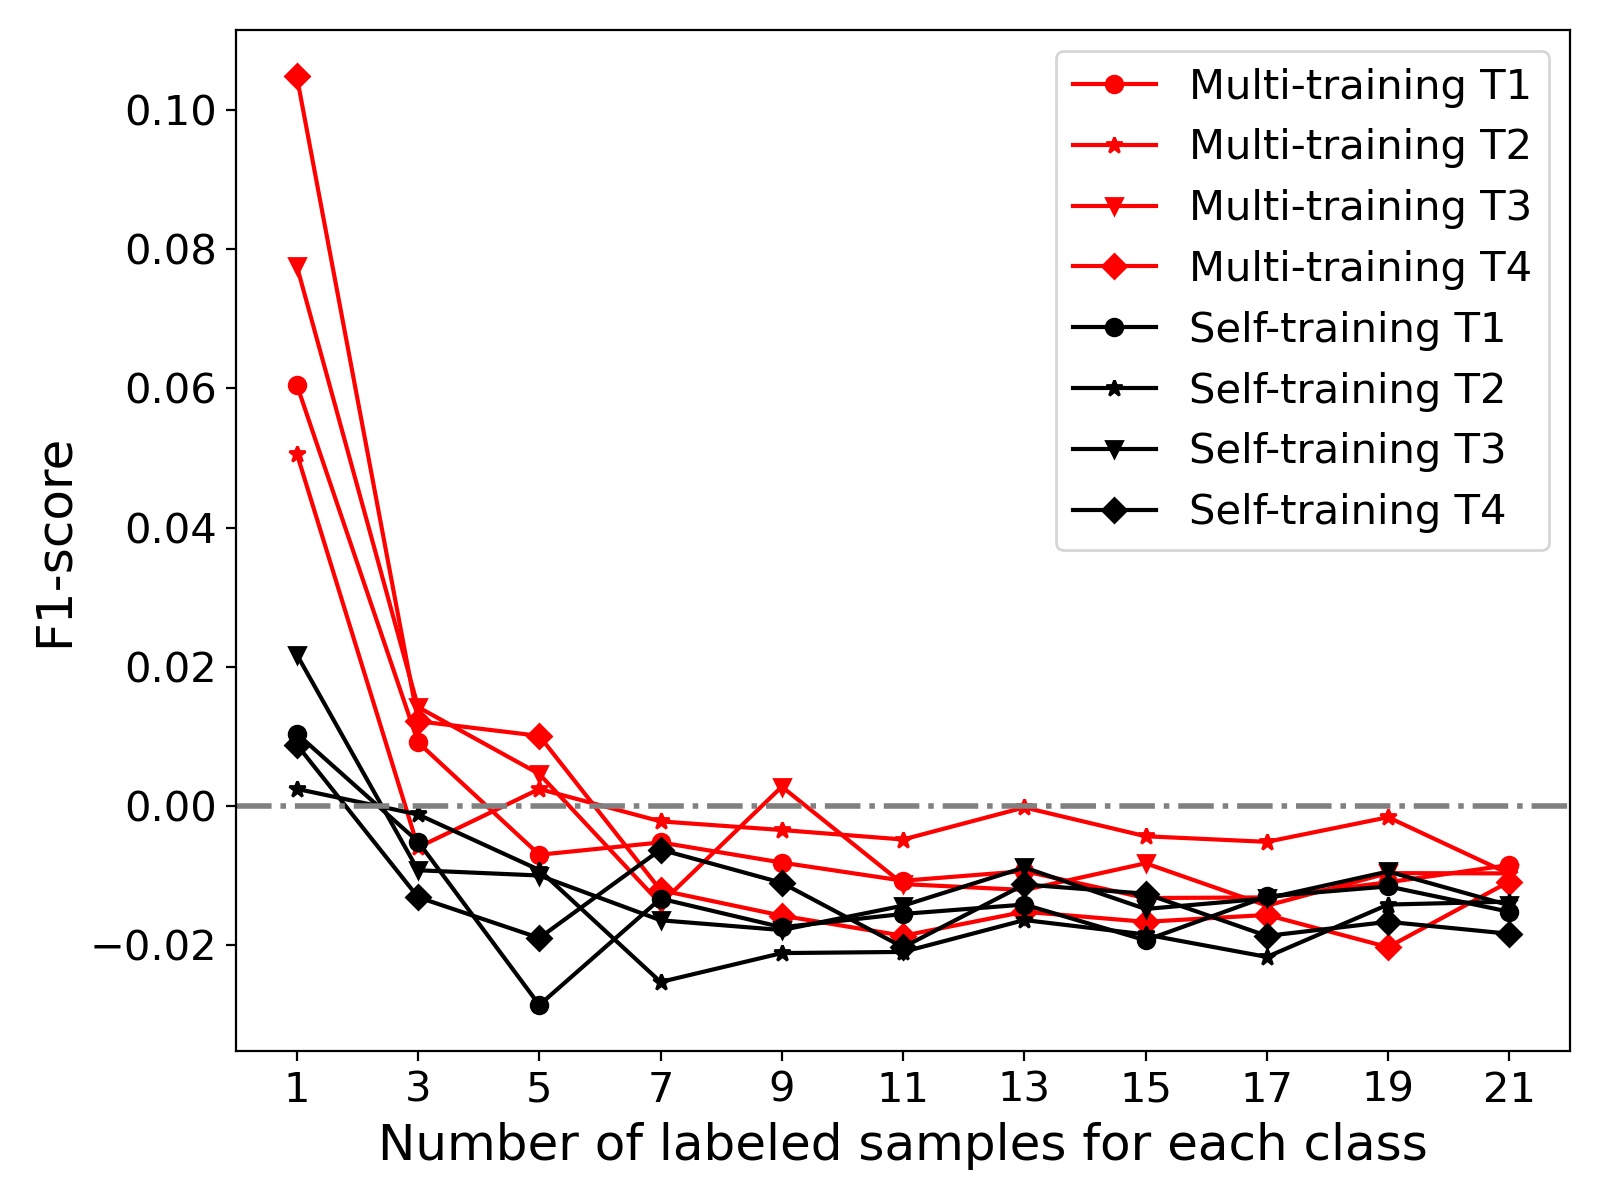 F1-score
0.10
0.08
0.06
0.04
0.02
0.00
−0.02
Multi-training T1
Multi-training T2
Multi-training T3
Multi-training T4
Self-training T1
Self-training T2
Self-training T3
Self-training T4
1 3 5 7 9 11 13 15 17 19 21
Number of labeled samples for each class